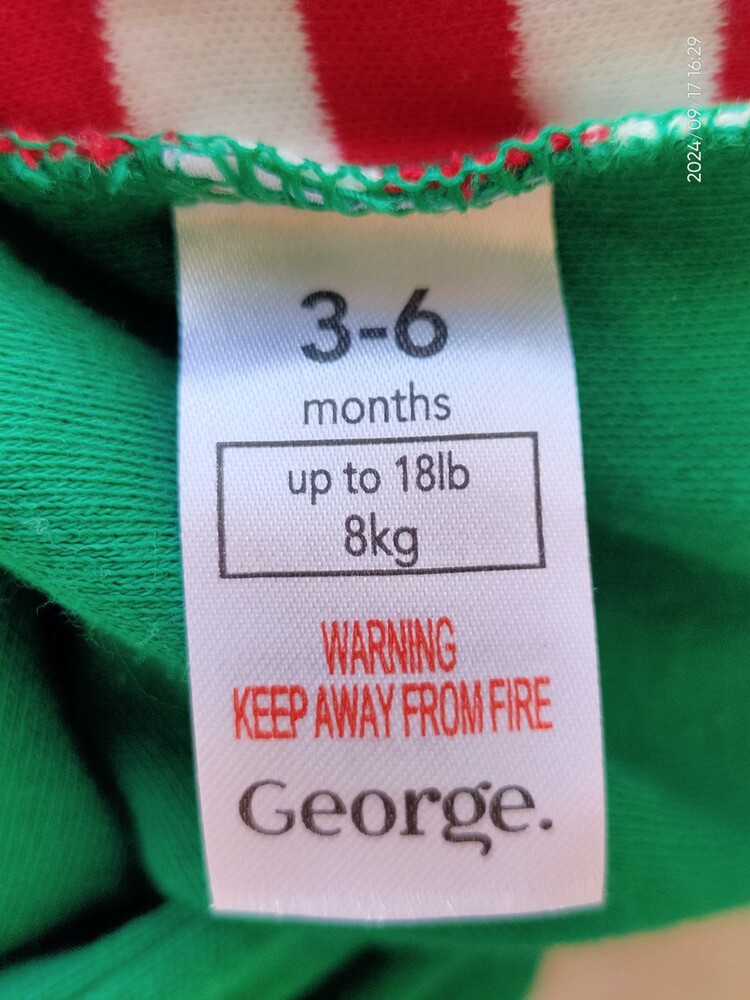 2024/09/17 16:29
3-6
months
up to 18lb
8kg
WARNING
KEEP AWAY FROM FIRE
George.